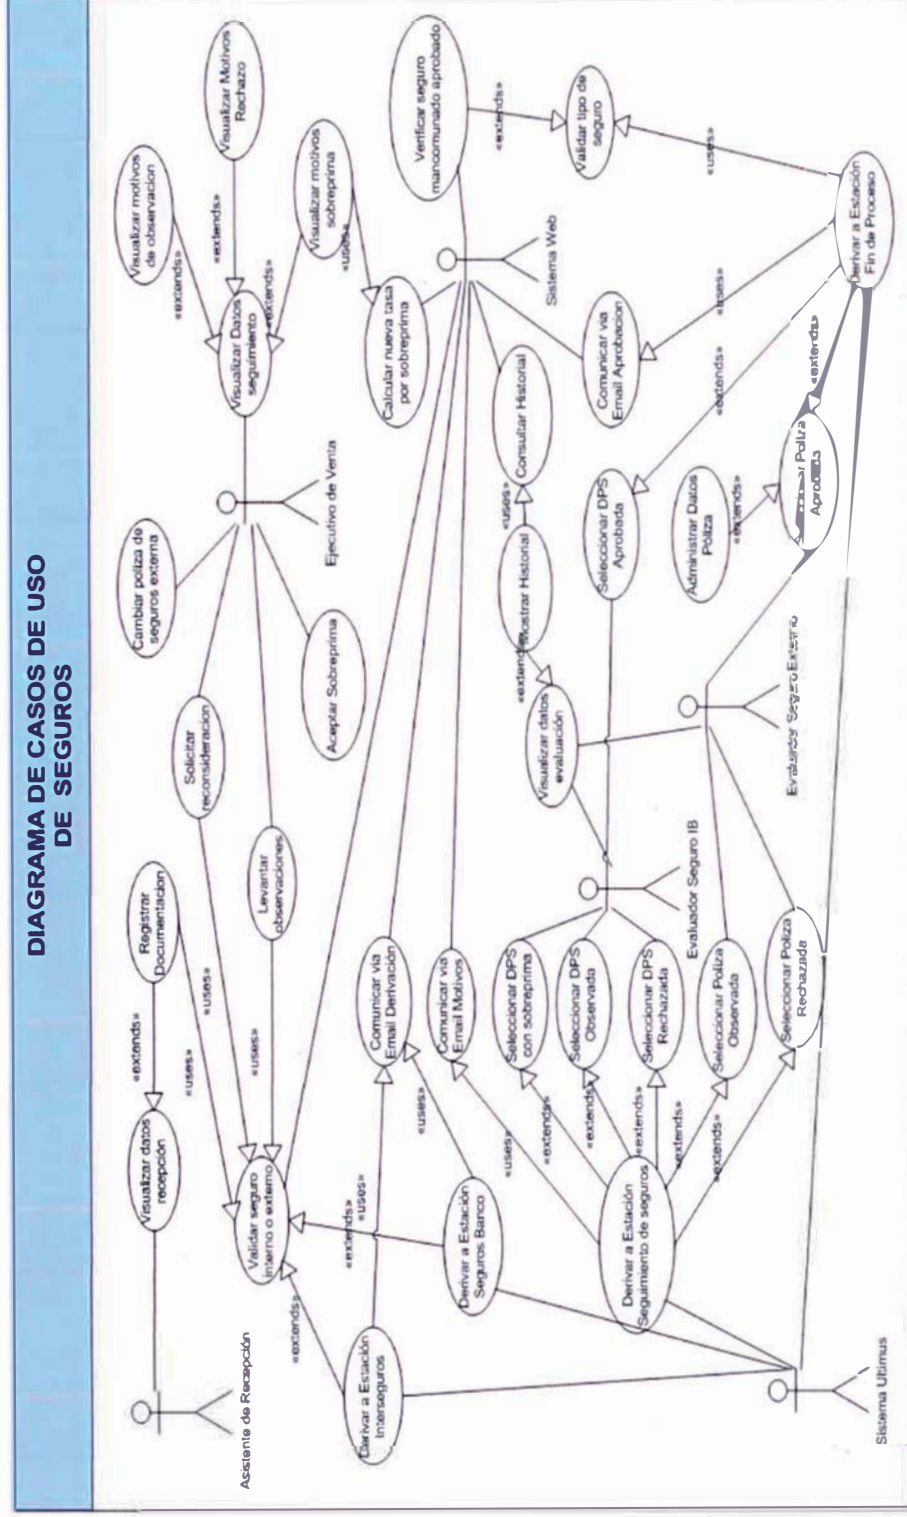 DIAGRAMA DE CASOS DE USO
DE SEGUROS
Visualizar datos
recepción
«extends»
Registrar
Documentacion
Asistente de Recepción
«uses»
«uses»
Solicitar
reconsideracion
Cambiar poliza de
seguros externa
Visualizar motivos
de observacion
Visualizar Motivos
Rechazo
«extends»
«extends»
Visualizar Datos
seguimiento
«extends»
Visualizar motivos
sobreprima
«uses»
Ejecutivo de Venta
Levantar
observaciones
Aceptar Sobreprima
«uses»
Validar seguro
interno o externo
Calcular nueva tasa
por sobreprima
Verificar seguro
mancomunado aprobado
«extends»
Validar tipo de
seguro
«uses»
Sistema Web
«extends»
«extends»
«uses»
Derivar a Estación
Interseguros
Comunicar via
Email Derivación
«uses»
Derivar a Estación
Seguros Banco
Comunicar via
Email Motivos
«uses»
Consultar Historial
«uses»
Mostrar Historial
«extends»
Visualizar datos
evaluación
Comunicar via
Email Aprobacion
«uses»
Seleccionar DPS
con sobreprima
«extends»
Seleccionar DPS
Observada
«extends»
Seleccionar DPS
Rechazada
«extends»
Evaluador Seguro IB
Seleccionar DPS
Aprobada
«extends»
Derivar a Estación
Seguimiento de seguros
Seleccionar Poliza
Observada
«extends»
Seleccionar Poliza
Rechazada
«extends»
Administrar Datos
Póliza
«extends»
Poliza
Aprobada
«extends»
Derivar a Estación
Fin de Proceso
Evaluador Seguro Externo
Sistema Ultimus